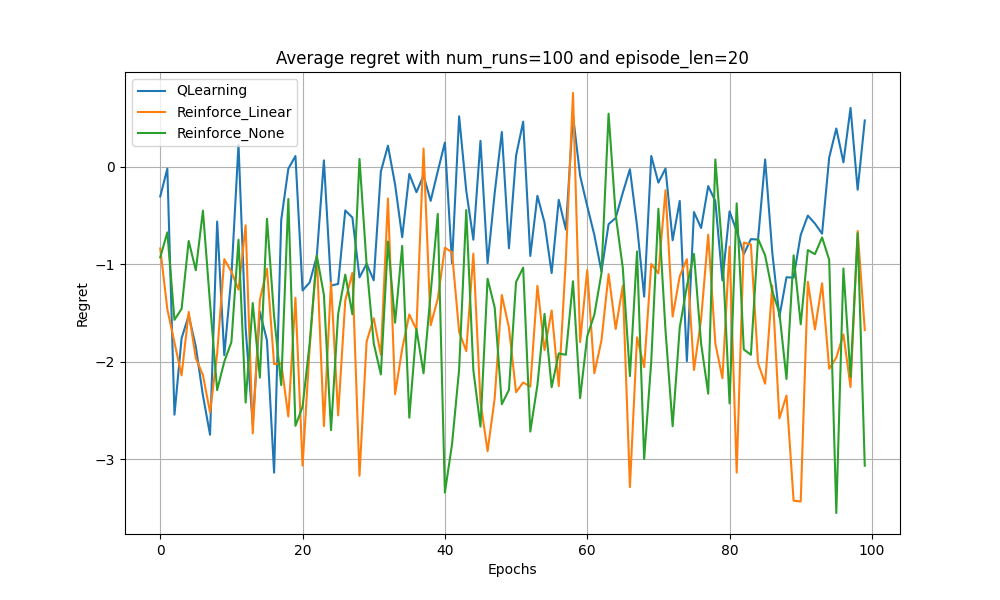 Average regret with num_runs=100 and episode_len=20
QLearning
Reinforce_Linear
Reinforce_None
Regret
0
−1
−2
−3
0 20 40 60 80 100
Epochs